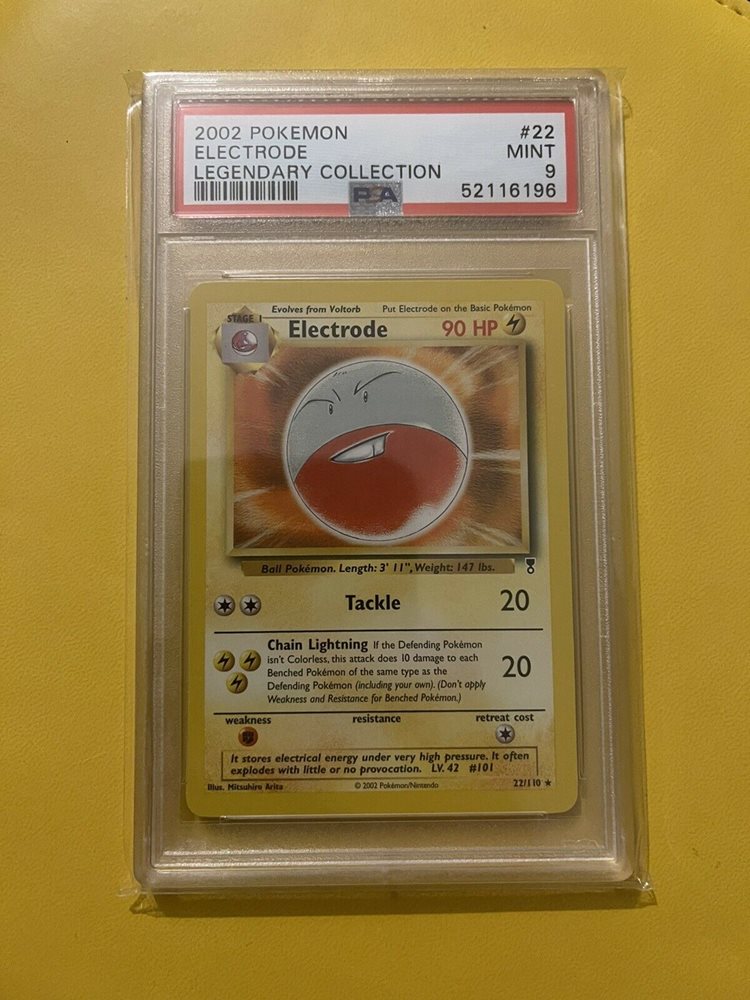 2002 POKEMON #22
ELECTRODE MINT
LEGENDARY COLLECTION 9
PSA 52116196
STAGE 1 Evolves from Voltorb Put Electrode on the Basic Pokémon
Electrode 90 HP
Ball Pokémon. Length: 3' 11", Weight: 147 lbs.
Tackle 20
Chain Lightning If the Defending Pokémon
isn't Colorless, this attack does 10 damage to each
Benched Pokémon of the same type as the
Defending Pokémon (including your own). (Don't apply
Weakness and Resistance for Benched Pokémon.)
20
weakness resistance retreat cost
It stores electrical energy under very high pressure. It often
explodes with little or no provocation. LV. 42 #101
Illus. Mitsuhiro Arita © 2002 Pokémon/Nintendo 22/110 ★